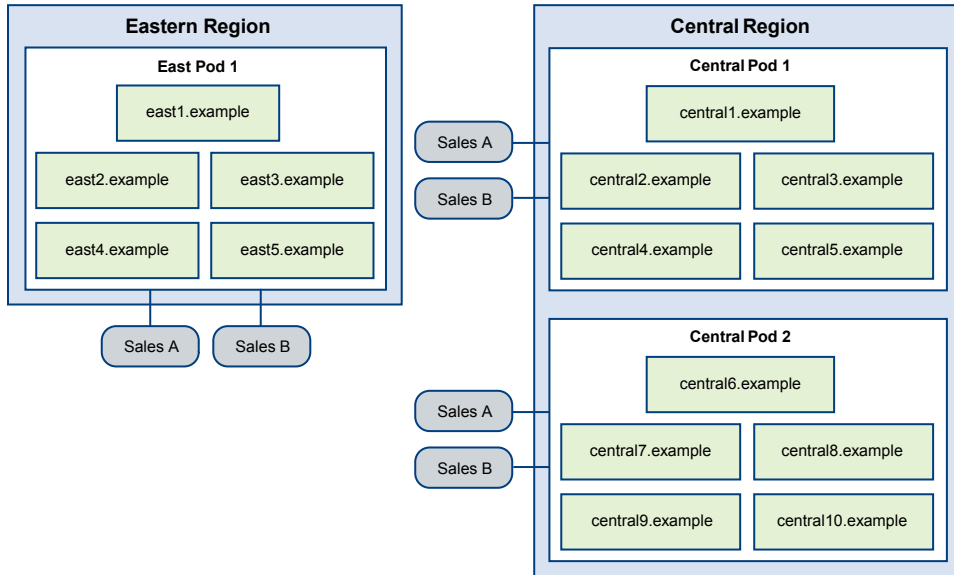 Eastern Region
East Pod 1
east1.example
east2.example
east3.example
east4.example
east5.example
Sales A
Sales B
Central Region
Central Pod 1
central1.example
Sales A
central2.example
central3.example
Sales B
central4.example
central5.example
Central Pod 2
central6.example
Sales A
central7.example
central8.example
Sales B
central9.example
central10.example